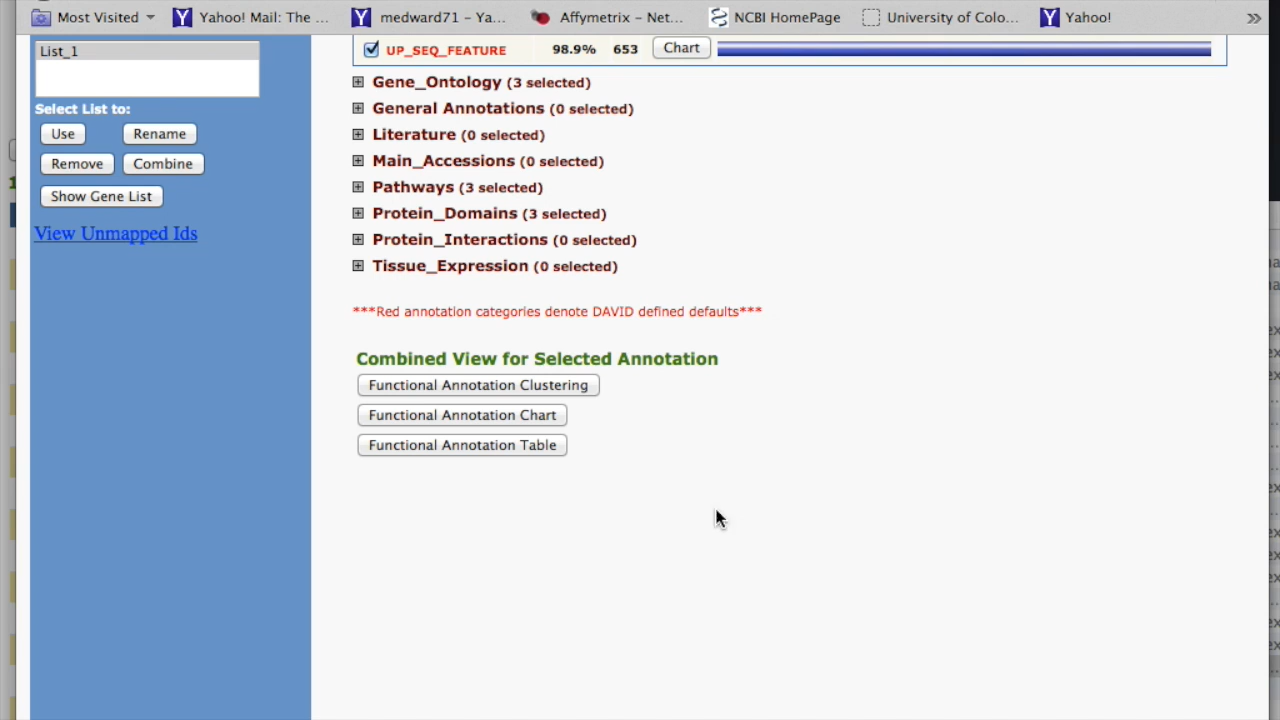 Most Visited Yahoo! Mail: The ... medward71 – Ya... Affymetrix – Net... NCBI HomePage University of Colo... Yahoo! »
List_1
Select List to:
Use Rename
Remove Combine
Show Gene List
View Unmapped Ids
UP_SEQ_FEATURE 98.9% 653 Chart
Gene_Ontology (3 selected)
General Annotations (0 selected)
Literature (0 selected)
Main_Accessions (0 selected)
Pathways (3 selected)
Protein_Domains (3 selected)
Protein_Interactions (0 selected)
Tissue_Expression (0 selected)
***Red annotation categories denote DAVID defined defaults***
Combined View for Selected Annotation
Functional Annotation Clustering
Functional Annotation Chart
Functional Annotation Table